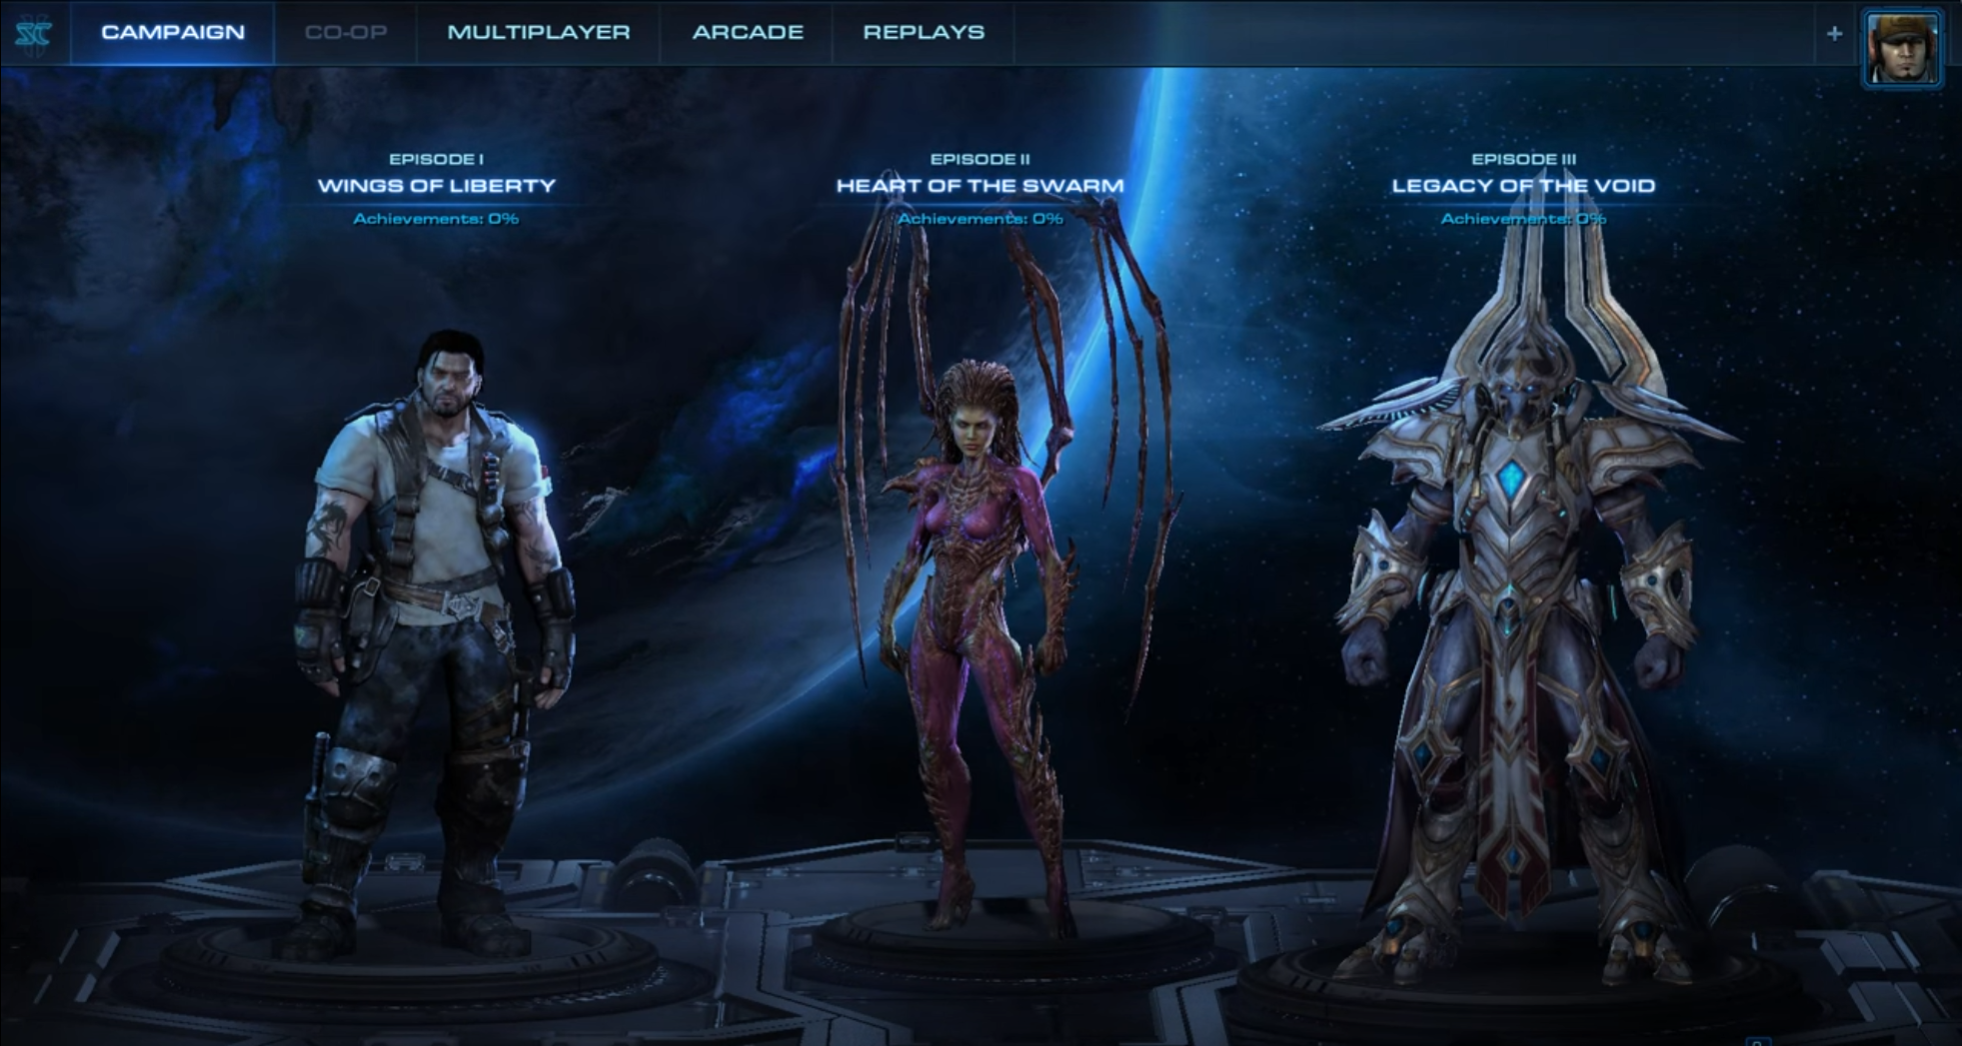 CAMPAIGN
CO-OP
MULTIPLAYER
ARCADE
REPLAYS
+
EPISODE I
WINGS OF LIBERTY
Achievements: 0%
EPISODE II
HEART OF THE SWARM
Achievements: 0%
EPISODE III
LEGACY OF THE VOID
Achievements: 0%